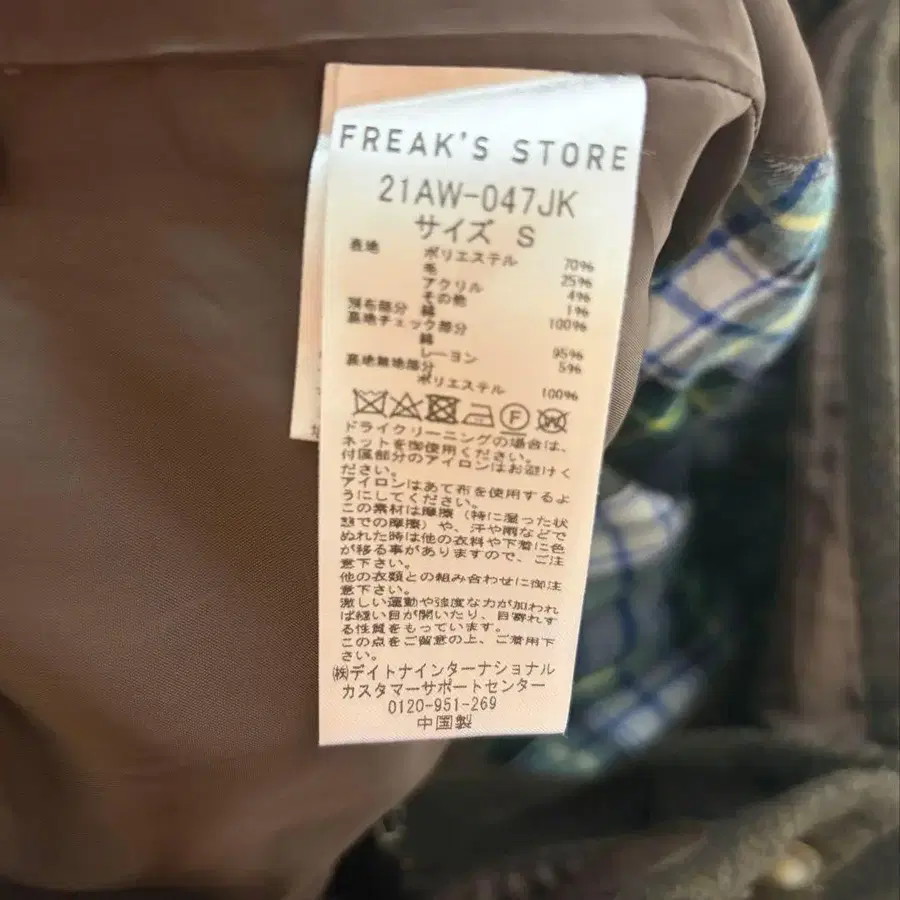 FREAK'S STORE
21AW-047JK
サイズ S
表地 ポリエステル 70%
毛 25%
アクリル 4%
その他 1%
別布部分 綿 100%
裏地チェック部分
綿 95%
レーヨン 5%
裏地無地部分
ポリエステル 100%
F W
ドライクリーニングの場合は、
ネットを御使用ください。
付属部分のアイロンはお避けく
ださい。
アイロンはあて布を使用するよ
うにしてください。
この素材は摩擦（特に湿った状
態での摩擦）や、汗や雨などで
ぬれた時は他の衣料や下着に色
が移る事がありますので、ご注
意下さい。
他の衣類との組み合わせに御注
意下さい。
激しい運動や強度な力が加われ
ば縫い目が開いたり、目寄れす
る性質をもっています。
この点をご留意の上、ご着用下
さい。
㈱デイトナインターナショナル
カスタマーサポートセンター
0120-951-269
中国製